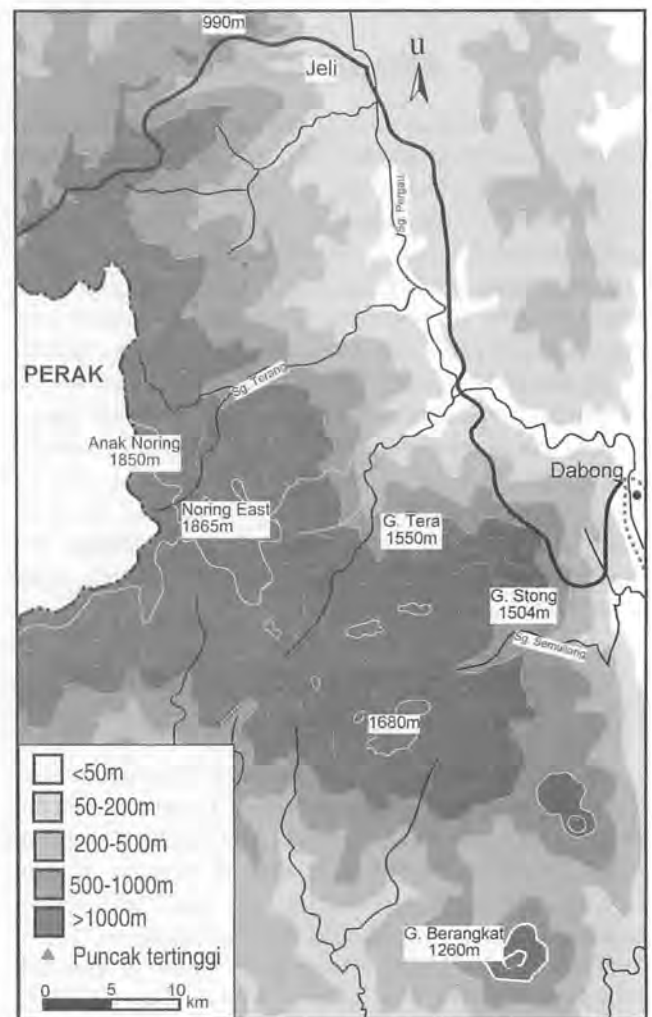 990m
Jeli
u
Sg. Pergau
PERAK
Sg. Terang
Anak Noring
1850m
Noring East
1865m
Dabong
G. Tera
1550m
G. Stong
1504m
Sg. Semuliang
1680m
<50m
50-200m
200-500m
500-1000m
>1000m
Puncak tertinggi
0 5 10
km
G. Berangkat
1260m